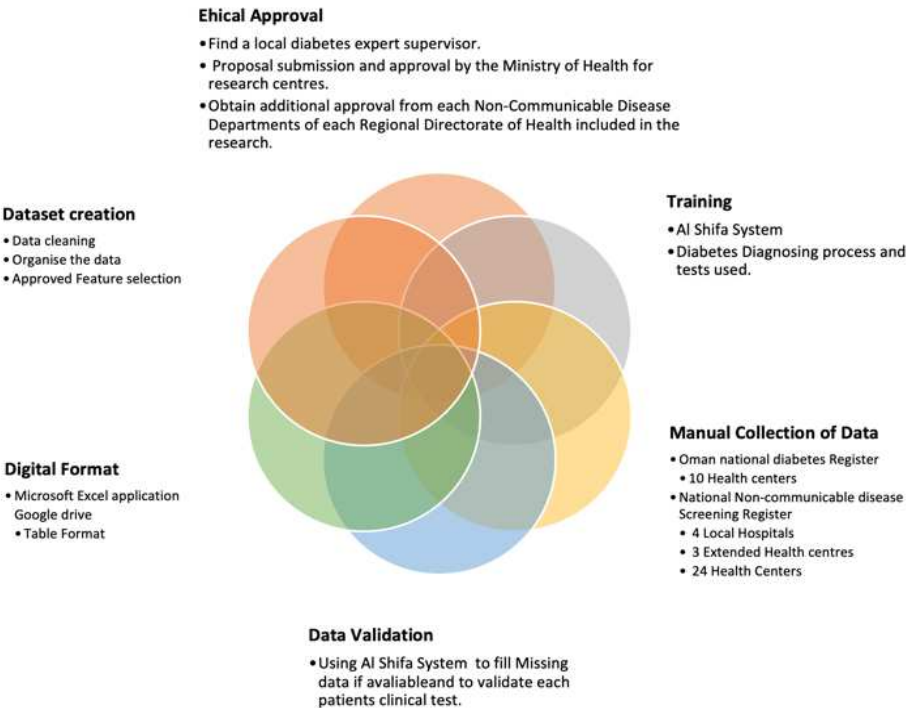 Ehical Approval
•Find a local diabetes expert supervisor.
• Proposal submission and approval by the Ministry of Health for
research centres.
•Obtain additional approval from each Non-Communicable Disease
Departments of each Regional Directorate of Health included in the
research.
Training
•Al Shifa System
•Diabetes Diagnosing process and
tests used.
Manual Collection of Data
• Oman national diabetes Register
• 10 Health centers
• National Non-communicable disease
Screening Register
• 4 Local Hospitals
• 3 Extended Health centres
• 24 Health Centers
Data Validation
•Using Al Shifa System to fill Missing
data if avaliableand to validate each
patients clinical test.
Digital Format
• Microsoft Excel application
Google drive
• Table Format
Dataset creation
• Data cleaning
• Organise the data
• Approved Feature selection